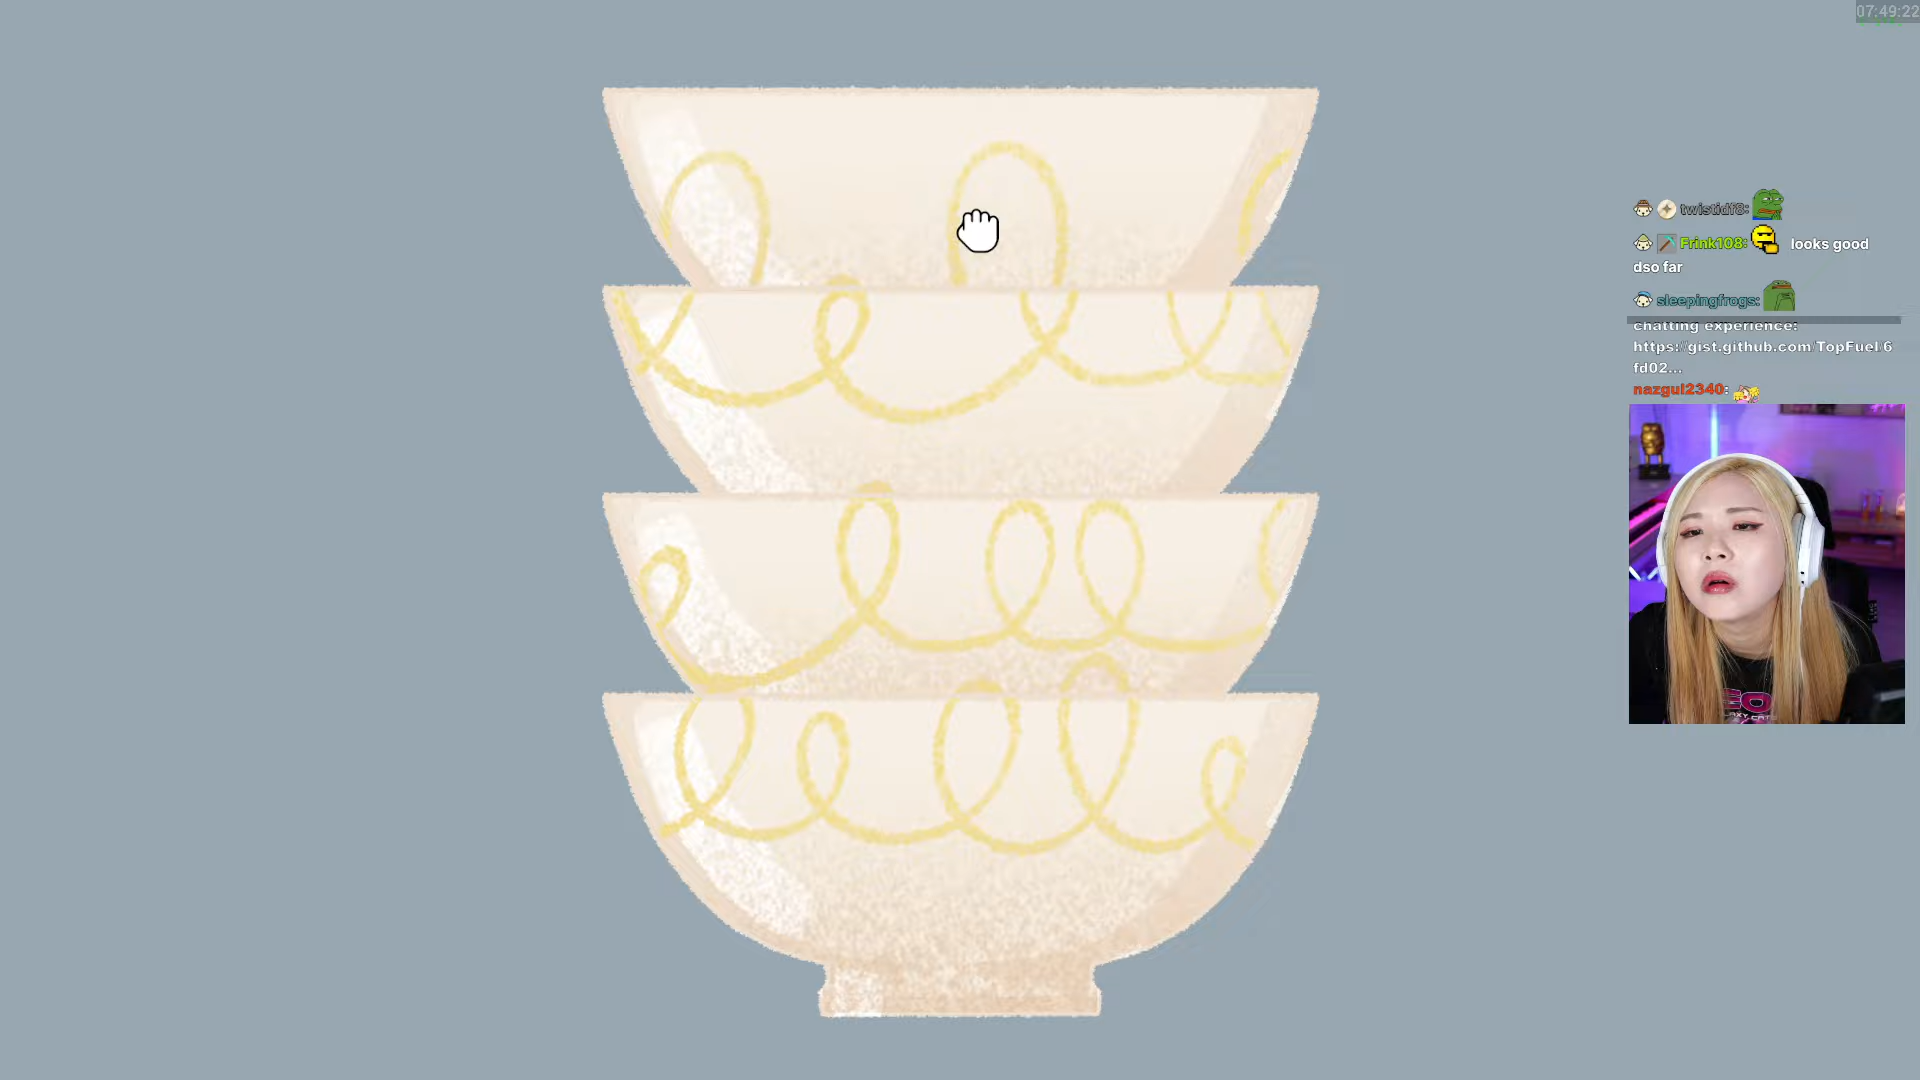 07:49:22
twistidf8:
Frink108: looks good
dso far
sleepingfrogs:
chatting experience:
https://gist.github.com/TopFuel/6
fd02...
nazgul2340: